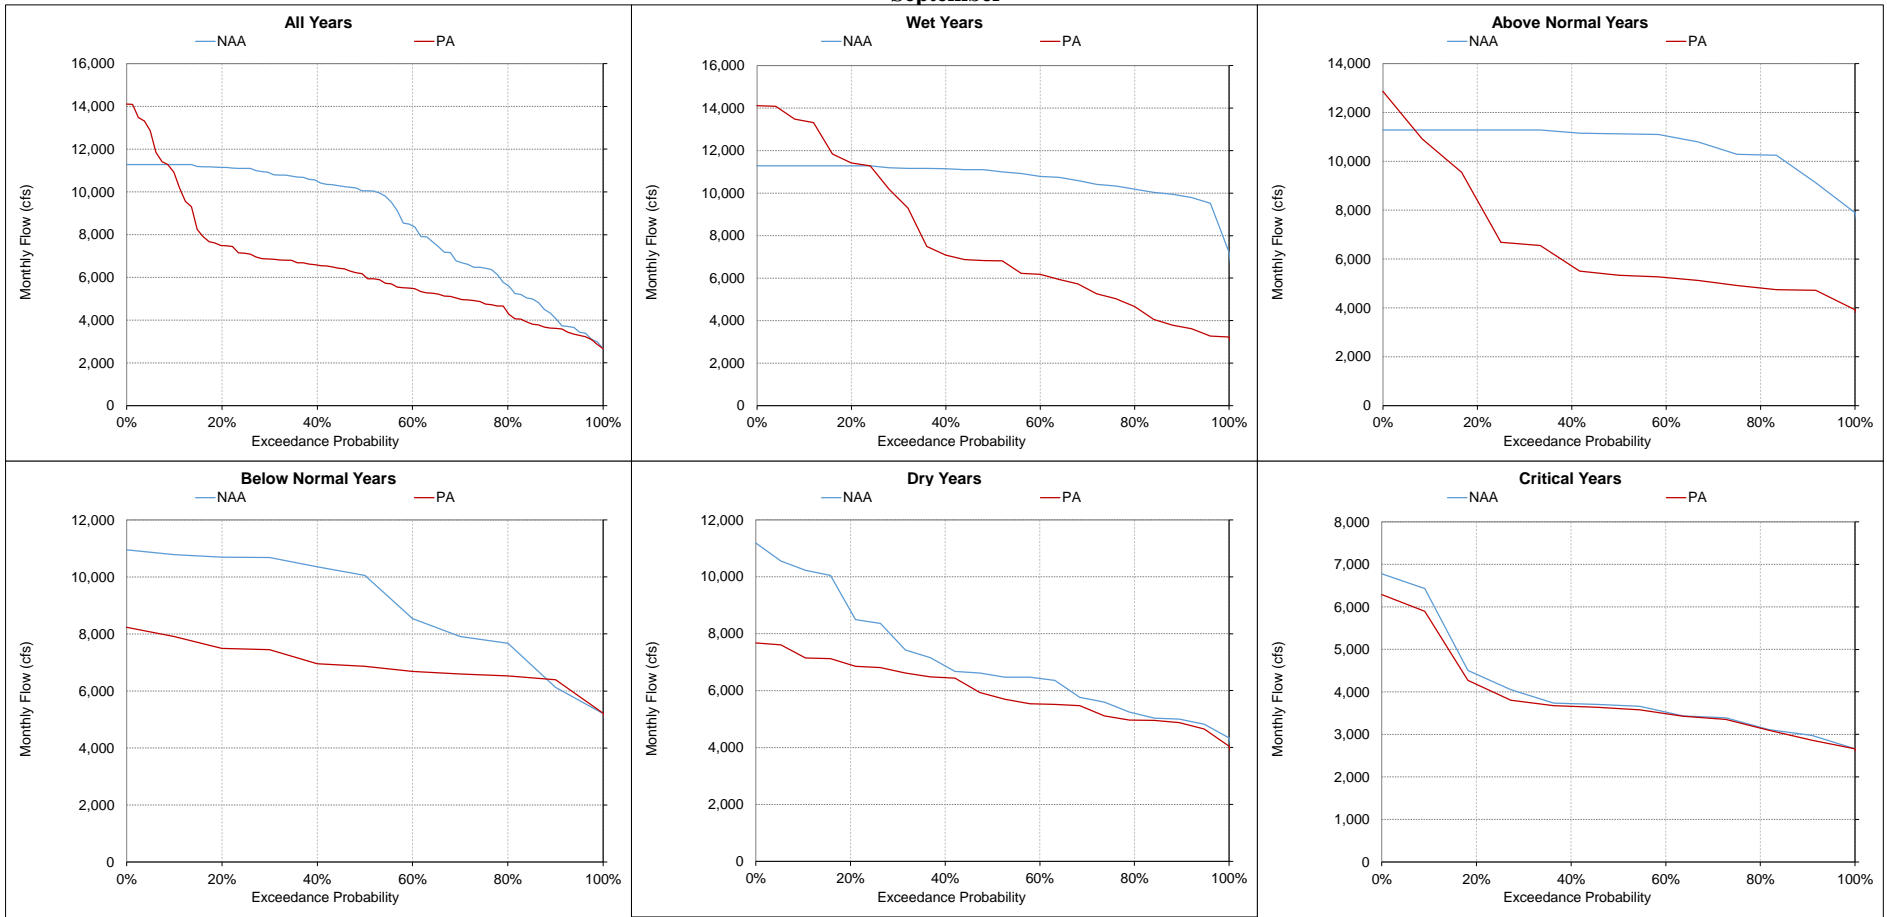 September
All Years
NAA PA
16,000
14,000
12,000
10,000
8,000
6,000
4,000
2,000
0
0% 20% 40% 60% 80% 100%
Monthly Flow (cfs)
Exceedance Probability
Wet Years
NAA PA
16,000
14,000
12,000
10,000
8,000
6,000
4,000
2,000
0
0% 20% 40% 60% 80% 100%
Monthly Flow (cfs)
Exceedance Probability
Above Normal Years
NAA PA
14,000
12,000
10,000
8,000
6,000
4,000
2,000
0
0% 20% 40% 60% 80% 100%
Monthly Flow (cfs)
Exceedance Probability
Below Normal Years
NAA PA
12,000
10,000
8,000
6,000
4,000
2,000
0
0% 20% 40% 60% 80% 100%
Monthly Flow (cfs)
Exceedance Probability
Dry Years
NAA PA
12,000
10,000
8,000
6,000
4,000
2,000
0
0% 20% 40% 60% 80% 100%
Monthly Flow (cfs)
Exceedance Probability
Critical Years
NAA PA
8,000
7,000
6,000
5,000
4,000
3,000
2,000
1,000
0
0% 20% 40% 60% 80% 100%
Monthly Flow (cfs)
Exceedance Probability